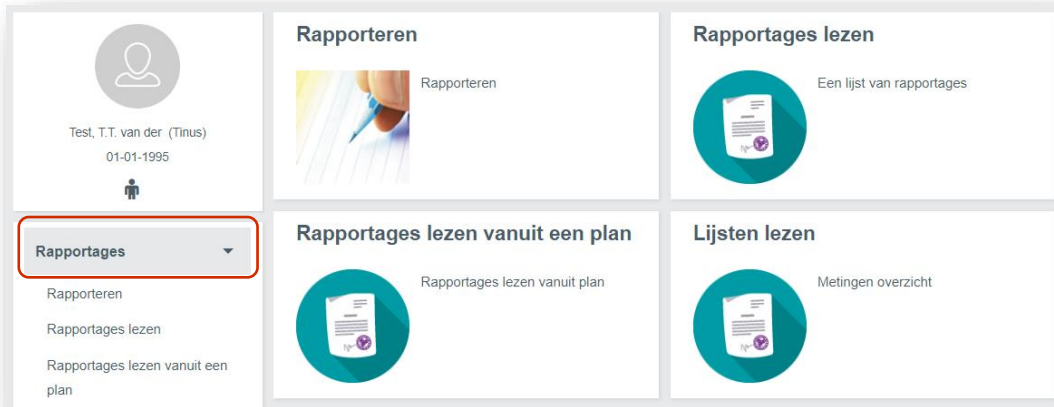 Test, T.T. van der (Tinus)
01-01-1995
Rapportages
Rapporteren
Rapportages lezen
Rapportages lezen vanuit een
plan
Rapporteren
Rapporteren
Rapportages lezen
Een lijst van rapportages
Rapportages lezen vanuit een plan
Rapportages lezen vanuit plan
Lijsten lezen
Metingen overzicht